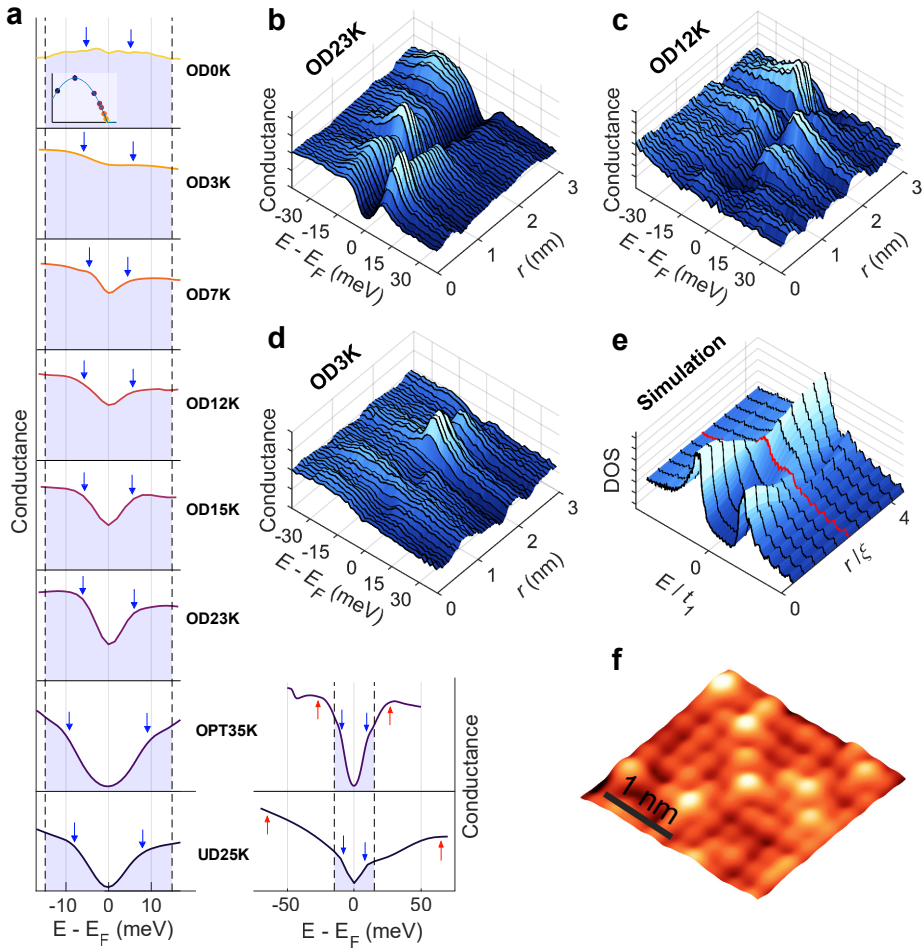 a
OD0K
OD3K
OD7K
OD12K
OD15K
OD23K
OPT35K
UD25K
Conductance
-10 0 10
E - E_F (meV)
Conductance
-50 0 50
E - E_F (meV)
b
OD23K
Conductance
-30
-15
0
15
30
E - E_F (meV)
0
1
2
3
r (nm)
c
OD12K
Conductance
-30
-15
0
15
30
E - E_F (meV)
0
1
2
3
r (nm)
d
OD3K
Conductance
-30
-15
0
15
30
E - E_F (meV)
0
1
2
3
r (nm)
e
Simulation
DOS
0
E / t_1
0
4
r / ξ
f
1 nm